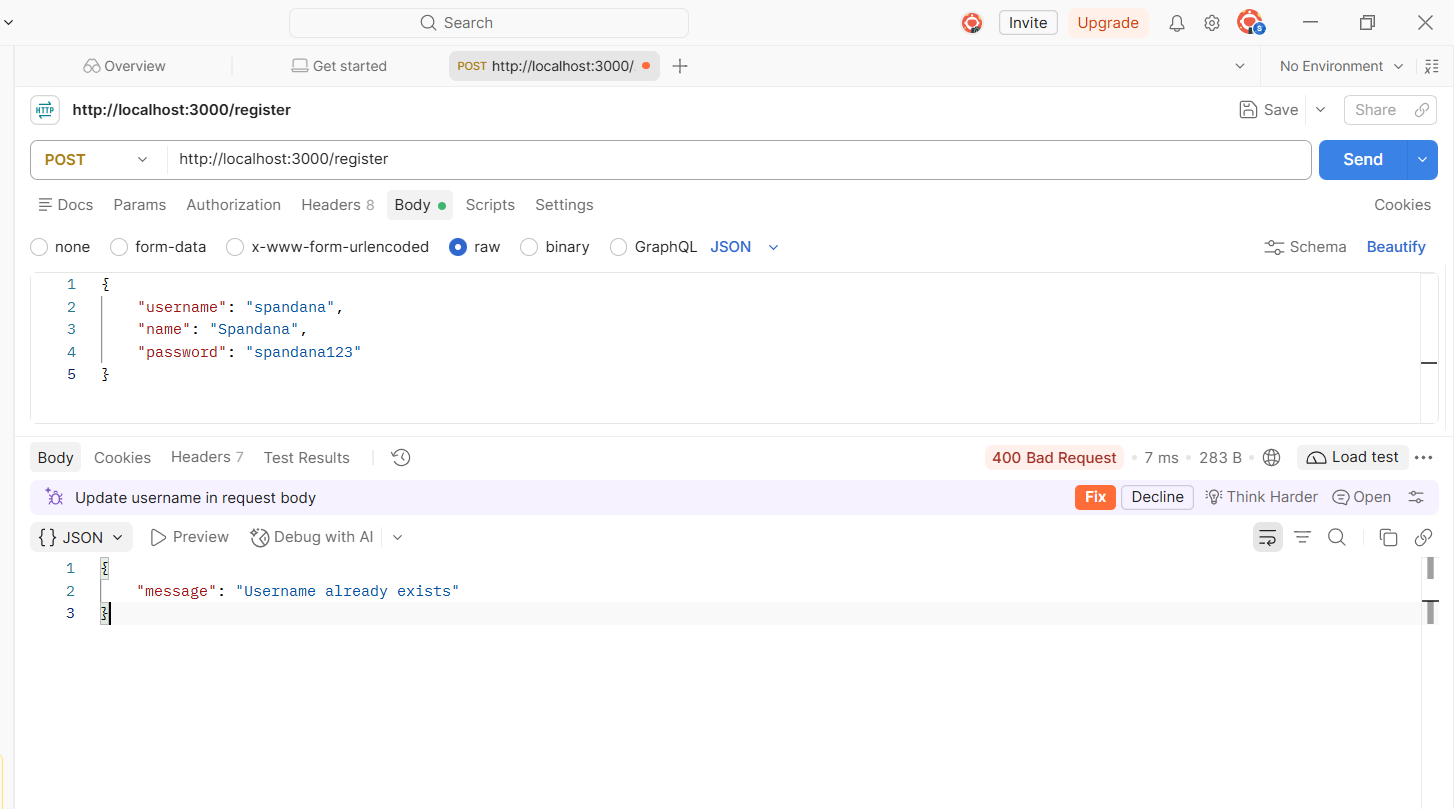 Search
Invite
Upgrade
Overview
Get started
POST http://localhost:3000/
No Environment
HTTP
http://localhost:3000/register
Save
Share
POST
http://localhost:3000/register
Send
Docs
Params
Authorization
Headers 8
Body
Scripts
Settings
Cookies
none
form-data
x-www-form-urlencoded
raw
binary
GraphQL
JSON
Schema
Beautify
1 {
2 "username": "spandana",
3 "name": "Spandana",
4 "password": "spandana123"
5 }
Body
Cookies
Headers 7
Test Results
400 Bad Request
7 ms
283 B
Load test
Update username in request body
Fix
Decline
Think Harder
Open
{} JSON
Preview
Debug with AI
1 {
2 "message": "Username already exists"
3 }